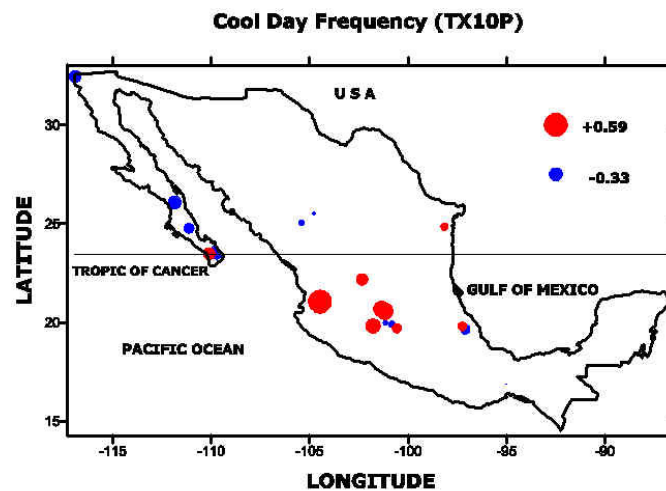 Cool Day Frequency (TX10P)
U S A
+0.59
-0.33
30
25
20
15
LATITUDE
TROPIC OF CANCER
GULF OF MEXICO
PACIFIC OCEAN
-115
-110
-105
-100
-95
-90
LONGITUDE